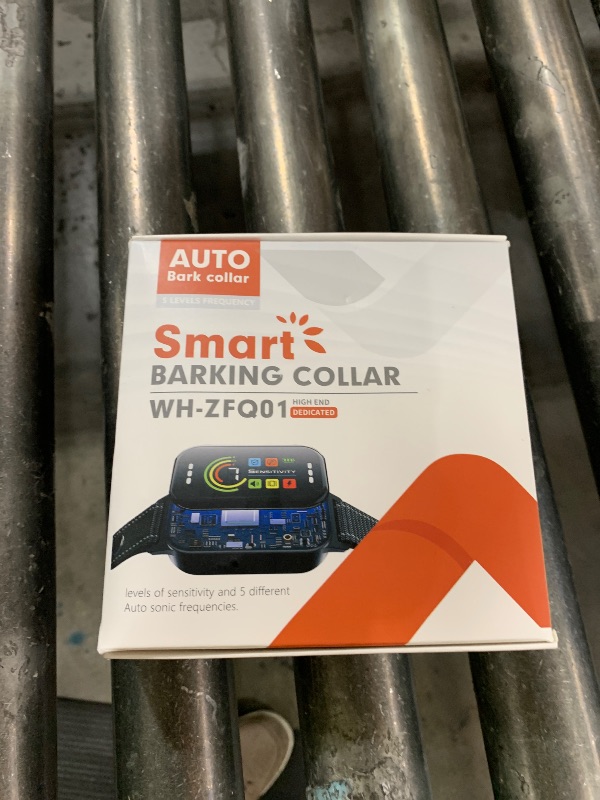 AUTO
Bark collar
5 LEVELS FREQUENCY
Smart
BARKING COLLAR
WH-ZFQ01 HIGH END
DEDICATED
SENSITIVITY
levels of sensitivity and 5 different
Auto sonic frequencies.